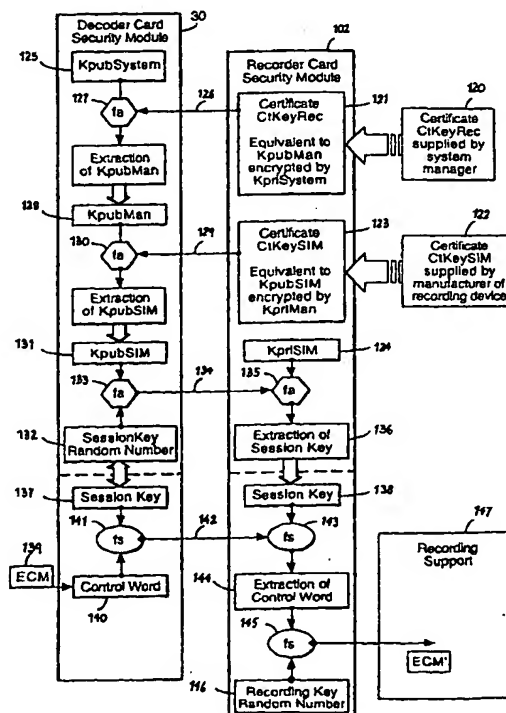 Decoder Card
Security Module
30
125
KpubSystem
127
fa
126
Extraction
of KpubMan
128
KpubMan
130
fa
129
Extraction
of KpubSIM
131
KpubSIM
133
fa
134
132
SessionKey
Random Number
137
Session Key
141
fs
142
139
ECM
Control Word
140
102
Recorder Card
Security Module
Certificate
CtKeyRec
Equivalent to
KpubMan
encrypted by
KpriSystem
121
120
Certificate
CtKeyRec
supplied by
system
manager
Certificate
CtKeySIM
Equivalent to
KpubSIM
encrypted by
KpriMan
123
122
Certificate
CtKeySIM
supplied by
manufacturer of
recording device
KpriSIM
124
fa
135
Extraction of
Session Key
136
Session Key
138
fs
143
144
Extraction of
Control Word
145
fs
146
Recording Key
Random Number
147
Recording
Support
ECM'